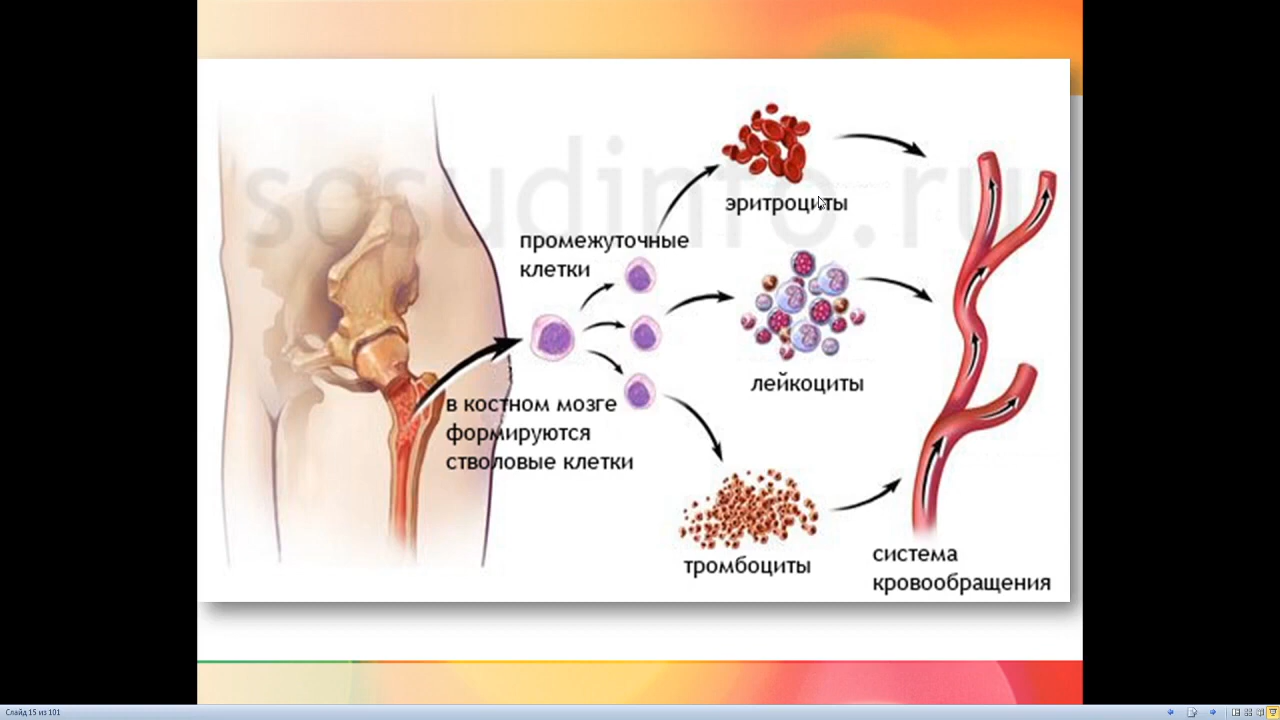 sosudinfo.ru
эритроциты
промежуточные
клетки
лейкоциты
в костном мозге
формируются
стволовые клетки
тромбоциты
система
кровообращения
Слайд 15 из 101